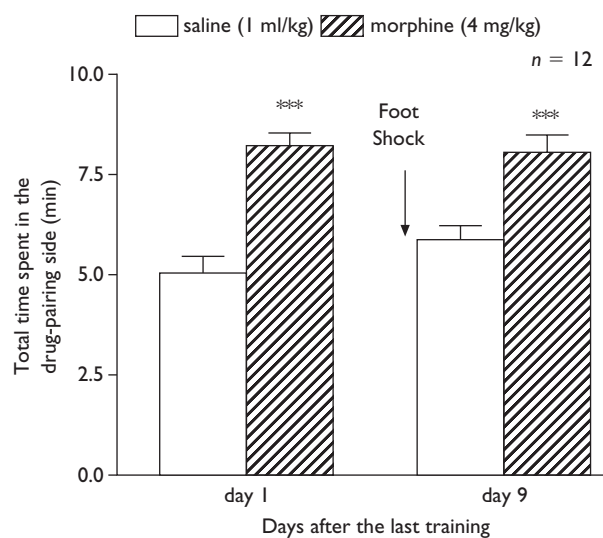 saline (1 ml/kg) morphine (4 mg/kg)
n = 12
10.0
7.5
5.0
2.5
0.0
Total time spent in the
drug-pairing side (min)
***
Foot
Shock
***
day 1
day 9
Days after the last training